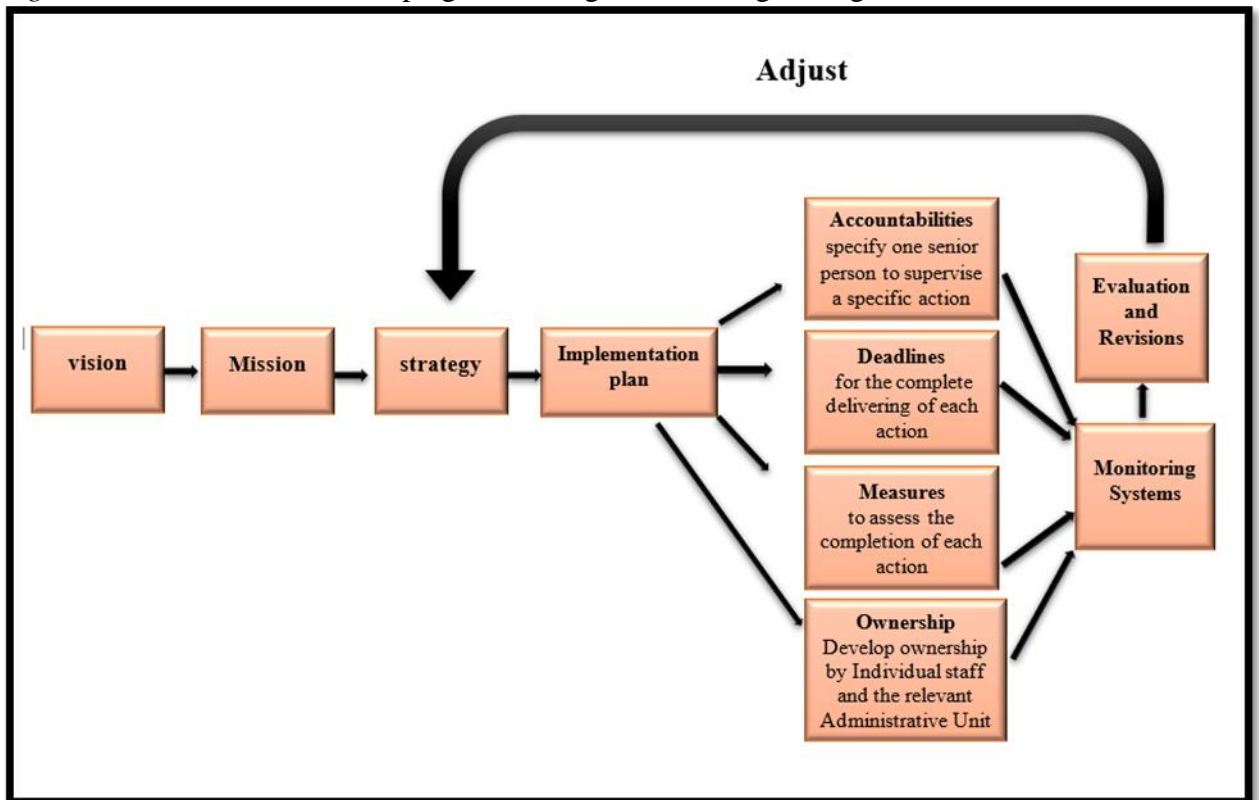 Adjust
vision
Mission
strategy
Implementation
plan
Accountabilities
specify one senior
person to supervise
a specific action
Deadlines
for the complete
delivering of each
action
Measures
to assess the
completion of each
action
Ownership
Develop ownership
by Individual staff
and the relevant
Administrative Unit
Monitoring
Systems
Evaluation
and
Revisions